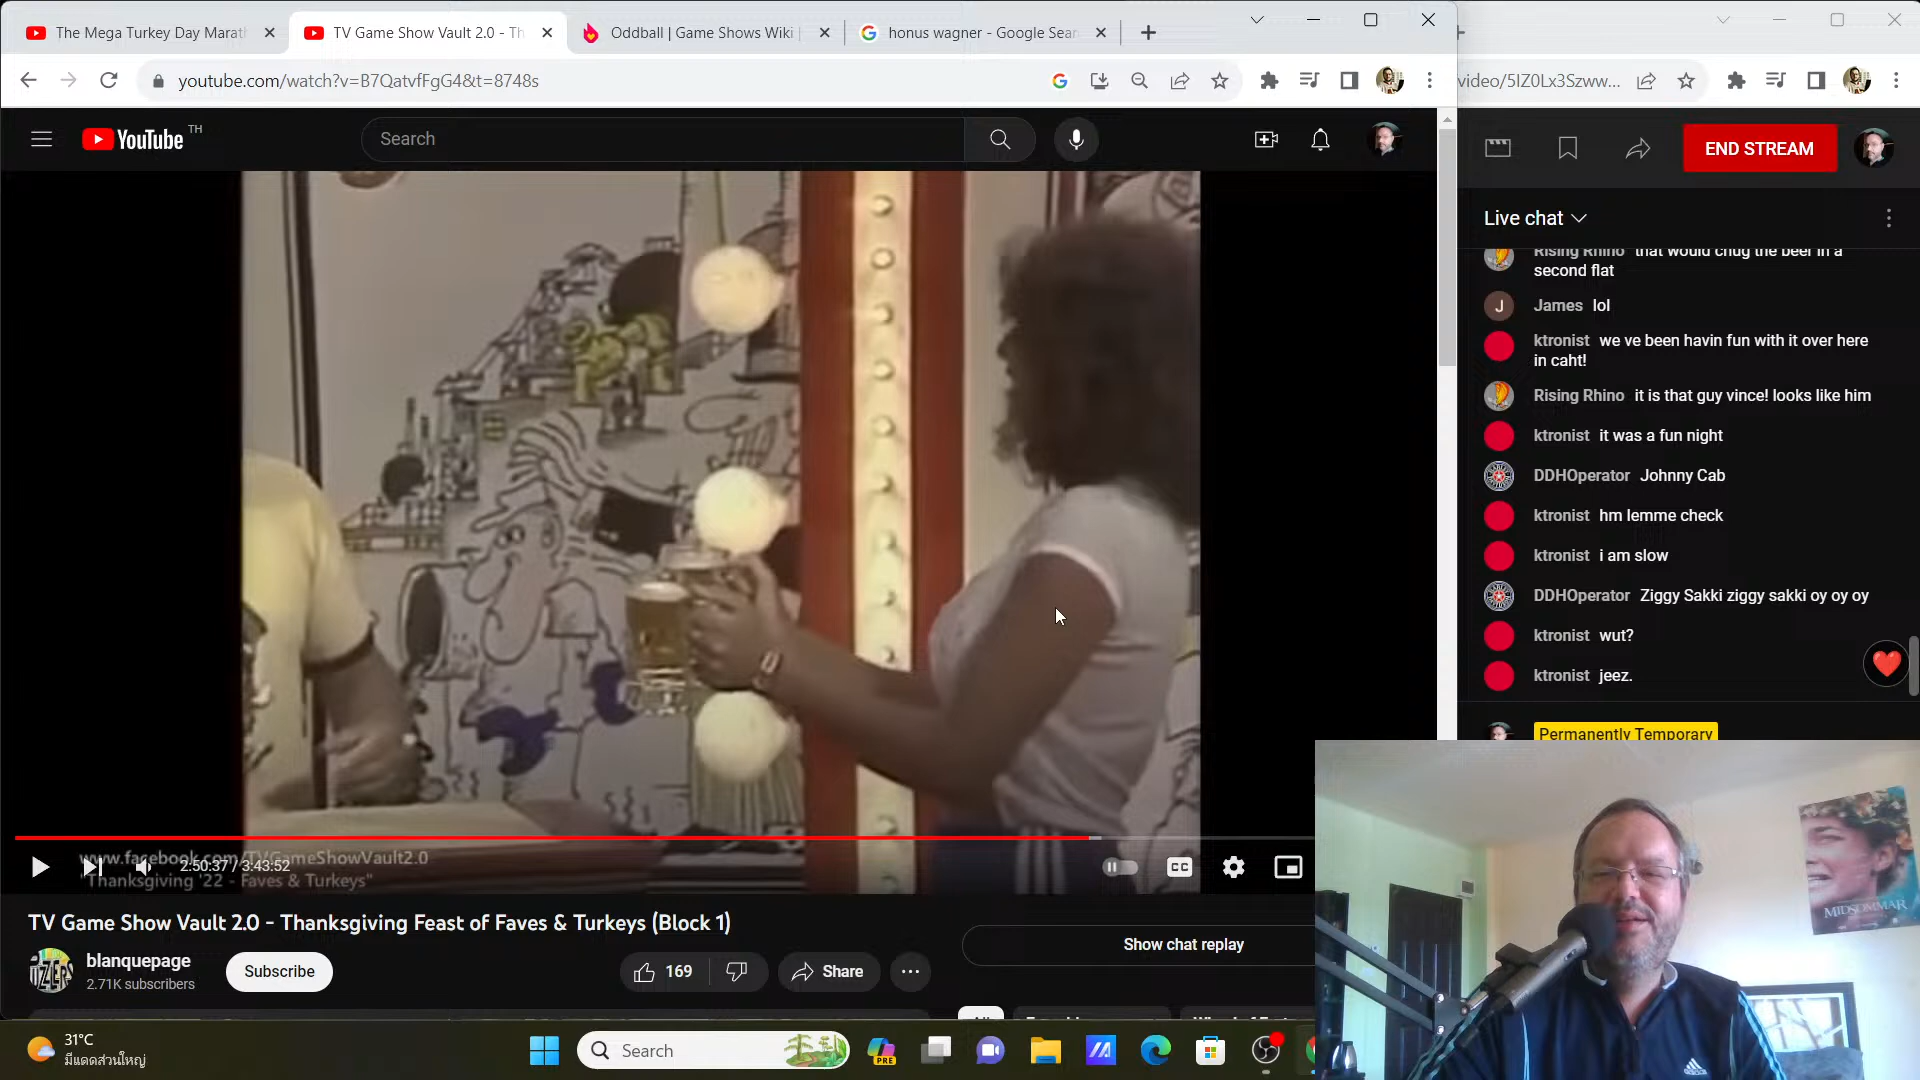 The Mega Turkey Day Marat
TV Game Show Vault 2.0 - Th
Oddball | Game Shows Wiki |
honus wagner - Google Sear
youtube.com/watch?v=B7QatvfFgG4&t=8748s
video/5IZ0Lx3Szww...
YouTube TH
Search
END STREAM
Live chat
Rising Rhino that would chug the beer in a
second flat
James lol
ktronist we ve been havin fun with it over here
in caht!
Rising Rhino it is that guy vince! looks like him
ktronist it was a fun night
DDHOperator Johnny Cab
ktronist hm lemme check
ktronist i am slow
DDHOperator Ziggy Sakki ziggy sakki oy oy oy
ktronist wut?
ktronist jeez.
Permanently Temporary
www.facebook.com/TVGameShowVault2.0
2:50:37 / 3:43:52
"Thanksgiving '22 - Faves & Turkeys"
CC
TV Game Show Vault 2.0 - Thanksgiving Feast of Faves & Turkeys (Block 1)
blanquepage
2.71K subscribers
Subscribe
169
Share
Show chat replay
MIDSOMMAR
31°C
มีแดดส่วนใหญ่
Search
PRE
J